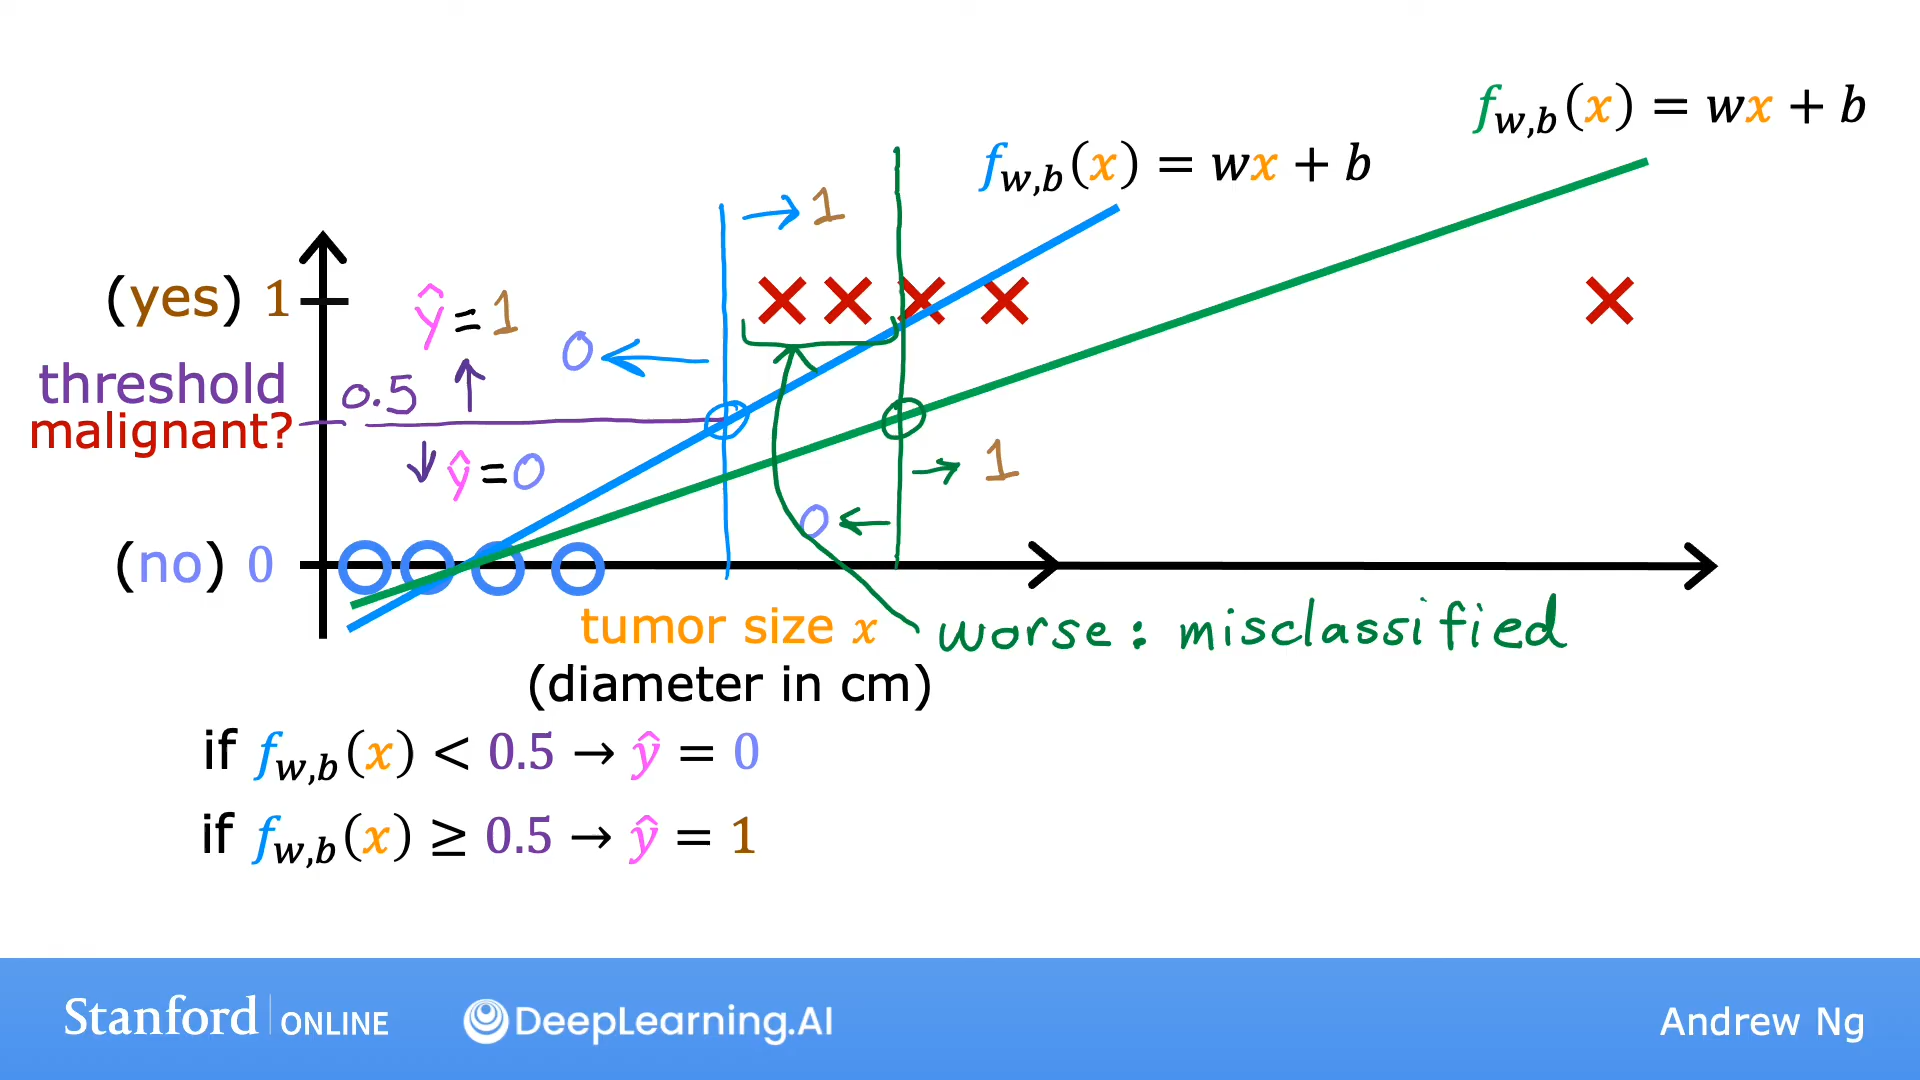 f_{w,b}(x) = wx + b
f_{w,b}(x) = wx + b
→ 1
(yes) 1
ŷ = 1
0 ←
threshold
0.5 ↑
malignant?
↓ ŷ = 0
→ 1
0 ←
(no) 0
tumor size x
worse: misclassified
(diameter in cm)
if f_{w,b}(x) < 0.5 → ŷ = 0
if f_{w,b}(x) ≥ 0.5 → ŷ = 1
Stanford | ONLINE DeepLearning.AI Andrew Ng